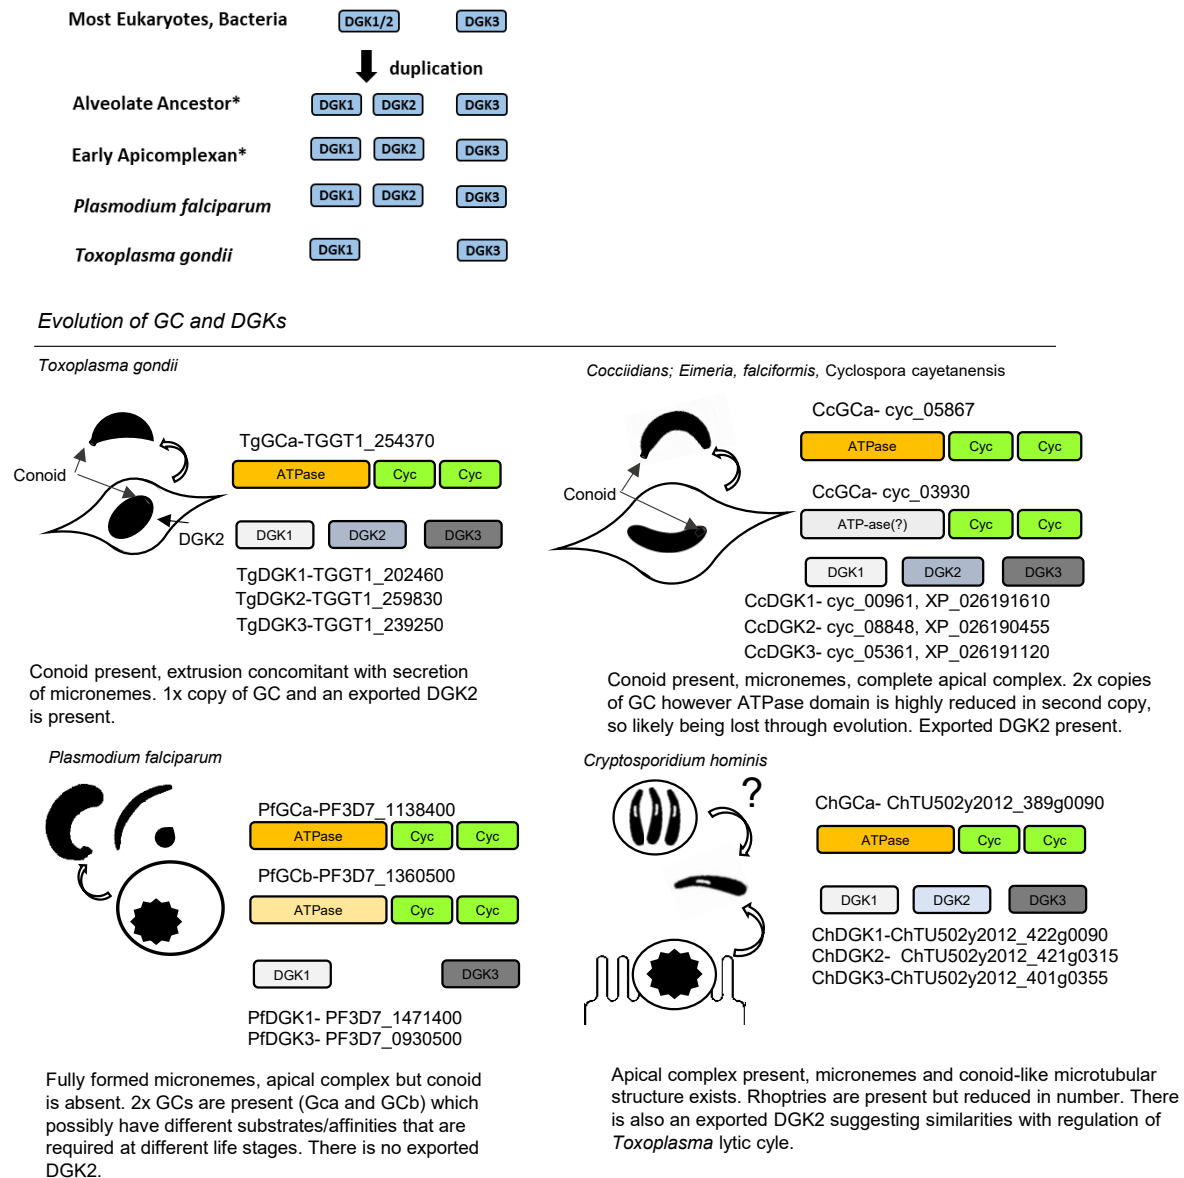 Most Eukaryotes, Bacteria
DGK1/2
DGK3
duplication
Alveolate Ancestor*
DGK1
DGK2
DGK3
Early Apicomplexan*
DGK1
DGK2
DGK3
Plasmodium falciparum
DGK1
DGK2
DGK3
Toxoplasma gondii
DGK1
DGK3
Evolution of GC and DGKs
Toxoplasma gondii
Conoid
DGK2
TgGCa-TGGT1_254370
ATPase
Cyc
Cyc
DGK1
DGK2
DGK3
TgDGK1-TGGT1_202460
TgDGK2-TGGT1_259830
TgDGK3-TGGT1_239250
Conoid present, extrusion concomitant with secretion
of micronemes. 1x copy of GC and an exported DGK2
is present.
Cocciidians; Eimeria, falciformis, Cyclospora cayetanensis
Conoid
CcGCa- cyc_05867
ATPase
Cyc
Cyc
CcGCa- cyc_03930
ATP-ase(?)
Cyc
Cyc
DGK1
DGK2
DGK3
CcDGK1- cyc_00961, XP_026191610
CcDGK2- cyc_08848, XP_026190455
CcDGK3- cyc_05361, XP_026191120
Conoid present, micronemes, complete apical complex. 2x copies
of GC however ATPase domain is highly reduced in second copy,
so likely being lost through evolution. Exported DGK2 present.
Plasmodium falciparum
PfGCa-PF3D7_1138400
ATPase
Cyc
Cyc
PfGCb-PF3D7_1360500
ATPase
Cyc
Cyc
DGK1
DGK3
PfDGK1- PF3D7_1471400
PfDGK3- PF3D7_0930500
Fully formed micronemes, apical complex but conoid
is absent. 2x GCs are present (Gca and GCb) which
possibly have different substrates/affinities that are
required at different life stages. There is no exported
DGK2.
Cryptosporidium hominis
?
ChGCa- ChTU502y2012_389g0090
ATPase
Cyc
Cyc
DGK1
DGK2
DGK3
ChDGK1-ChTU502y2012_422g0090
ChDGK2- ChTU502y2012_421g0315
ChDGK3-ChTU502y2012_401g0355
Apical complex present, micronemes and conoid-like microtubular
structure exists. Rhoptries are present but reduced in number. There
is also an exported DGK2 suggesting similarities with regulation of
Toxoplasma lytic cyle.